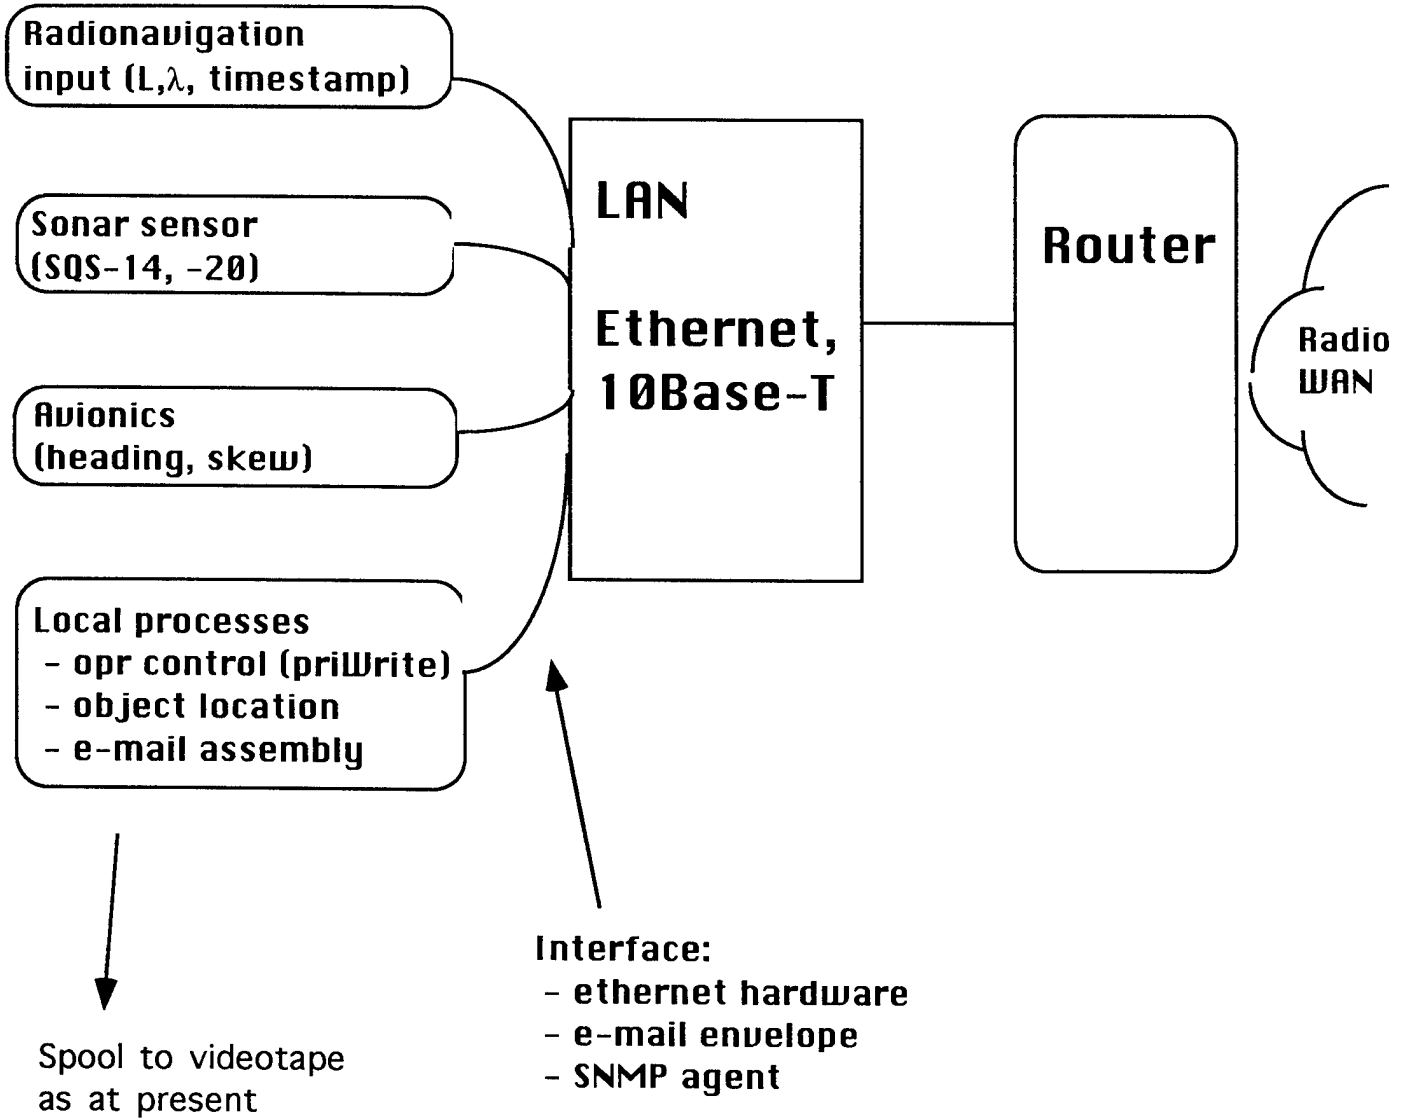 Radionavigation
input (L,λ, timestamp)
Sonar sensor
(SQS-14, -20)
Avionics
(heading, skew)
Local processes
- opr control (priWrite)
- object location
- e-mail assembly
LAN
Ethernet,
10Base-T
Router
Radio
WAN
Interface:
- ethernet hardware
- e-mail envelope
- SNMP agent
Spool to videotape
as at present